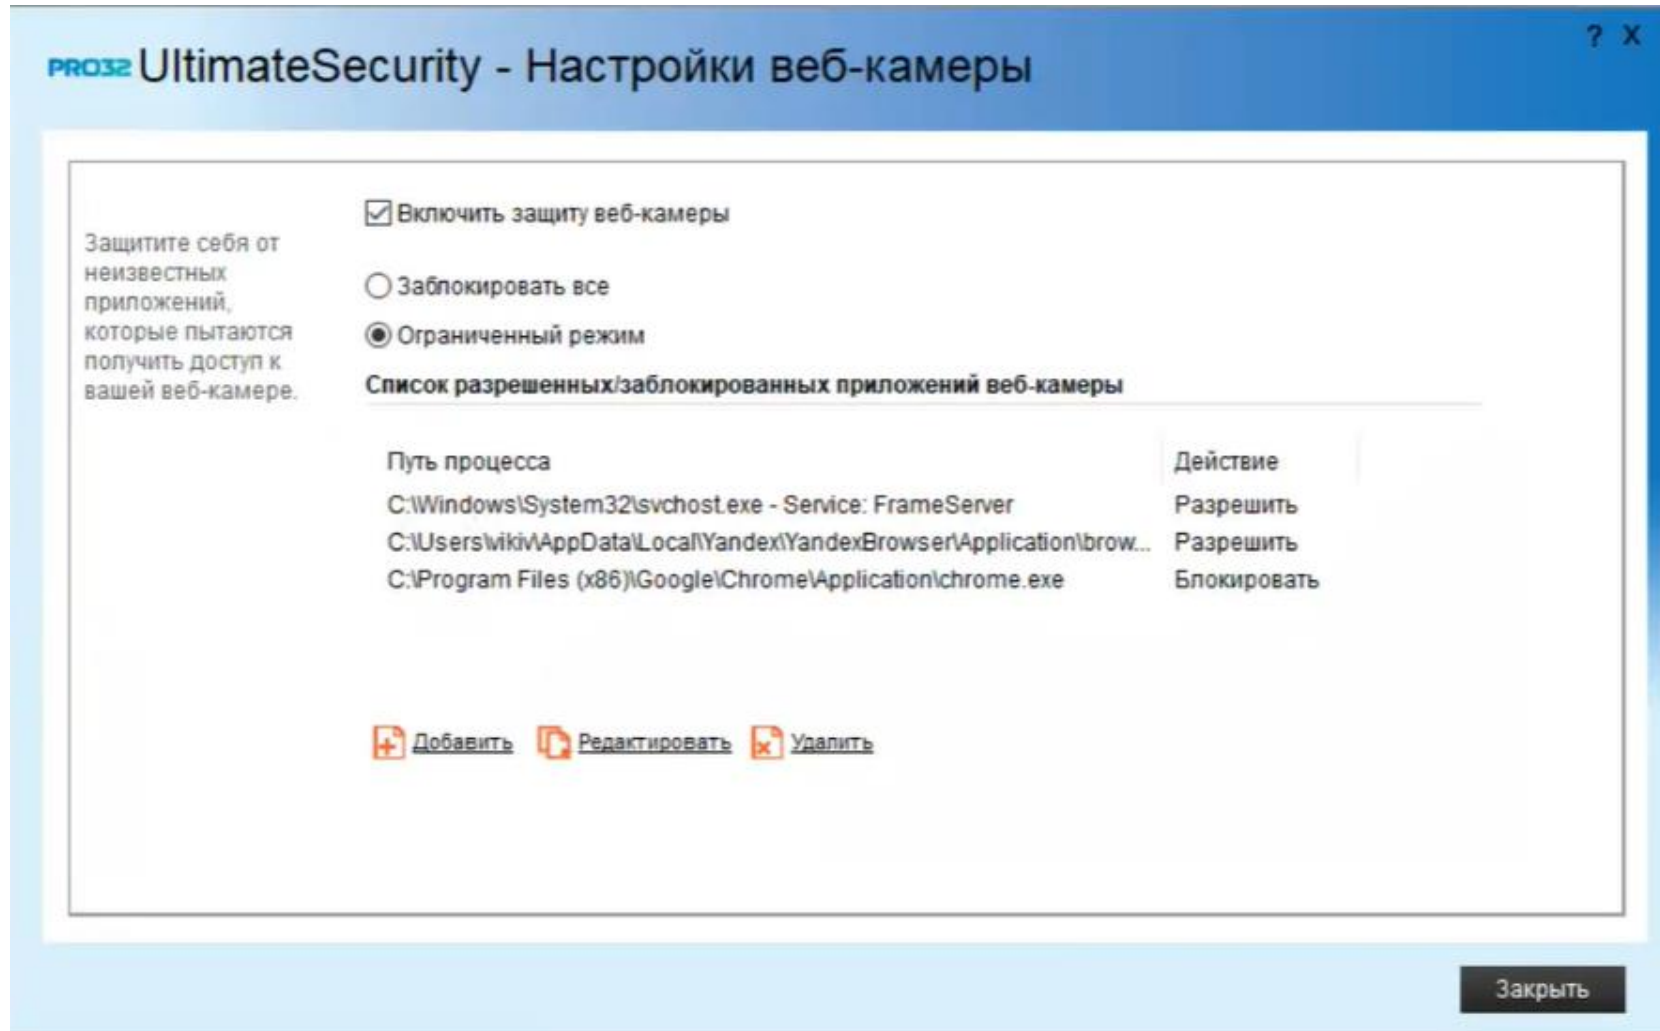 ? X
PRO32 UltimateSecurity - Настройки веб-камеры
Защитите себя от
неизвестных
приложений,
которые пытаются
получить доступ к
вашей веб-камере.
Включить защиту веб-камеры
Заблокировать все
Ограниченный режим
Список разрешенных/заблокированных приложений веб-камеры
Путь процесса Действие
C:\Windows\System32\svchost.exe - Service: FrameServer Разрешить
C:\Users\vikiv\AppData\Local\Yandex\YandexBrowser\Application\brow... Разрешить
C:\Program Files (x86)\Google\Chrome\Application\chrome.exe Блокировать
Добавить Редактировать Удалить
Закрыть